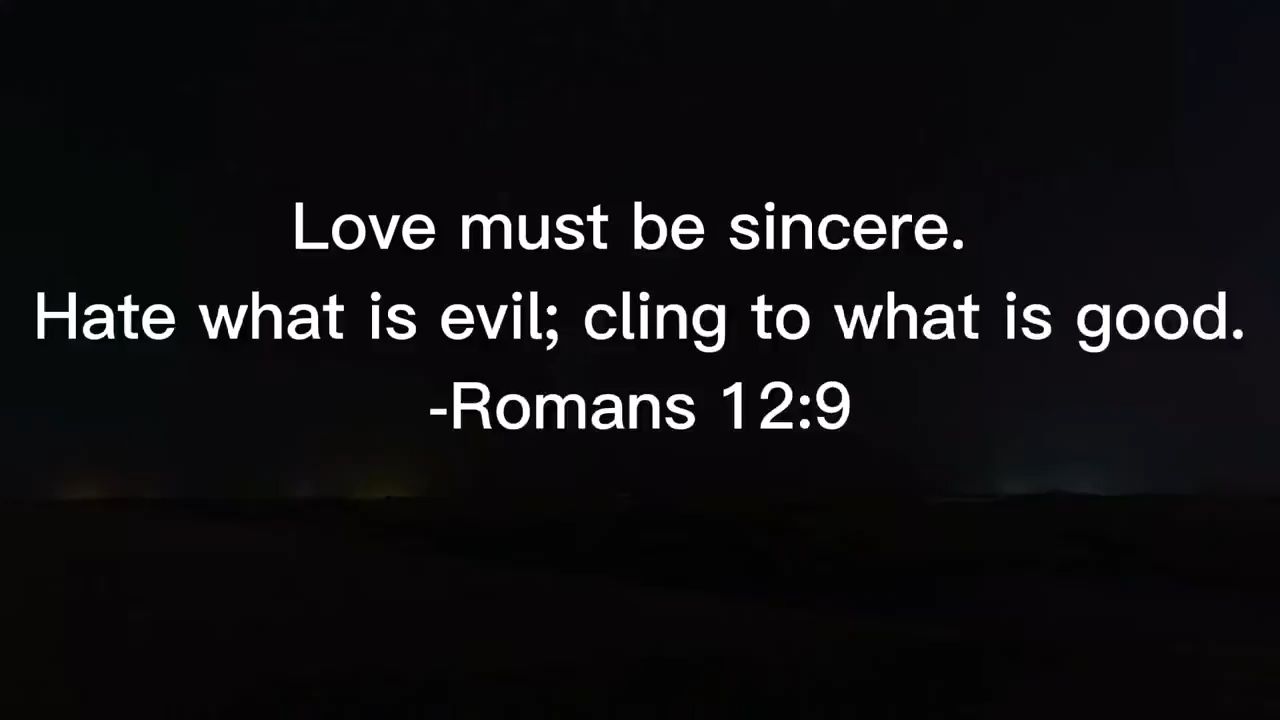 Love must be sincere.
Hate what is evil; cling to what is good.
-Romans 12:9